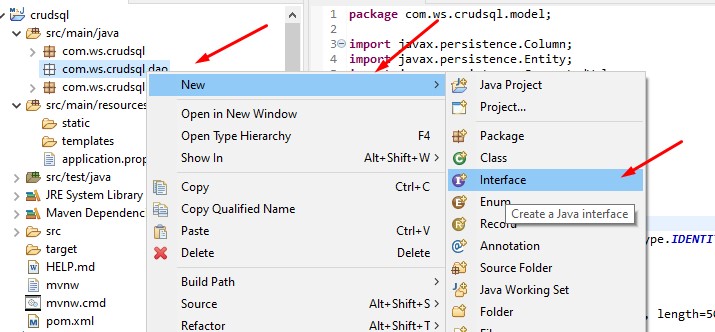 crudsql
src/main/java
com.ws.crudsql
com.ws.crudsql.dao
com.ws.crudsql
src/main/resources
static
templates
application.prop
src/test/java
JRE System Library
Maven Dependenc
src
target
HELP.md
mvnw
mvnw.cmd
pom.xml
New
Open in New Window
Open Type Hierarchy F4
Show In Alt+Shift+W
Copy Ctrl+C
Copy Qualified Name
Paste Ctrl+V
Delete Delete
Build Path
Source Alt+Shift+S
Refactor Alt+Shift+T
1 package com.ws.crudsql.model;
2
3 import javax.persistence.Column;
4 import javax.persistence.Entity;
Java Project
Project...
Package
Class
Interface
Enum
Create a Java interface
Record
Annotation
Source Folder
Java Working Set
Folder
ype.IDENTI
, length=50